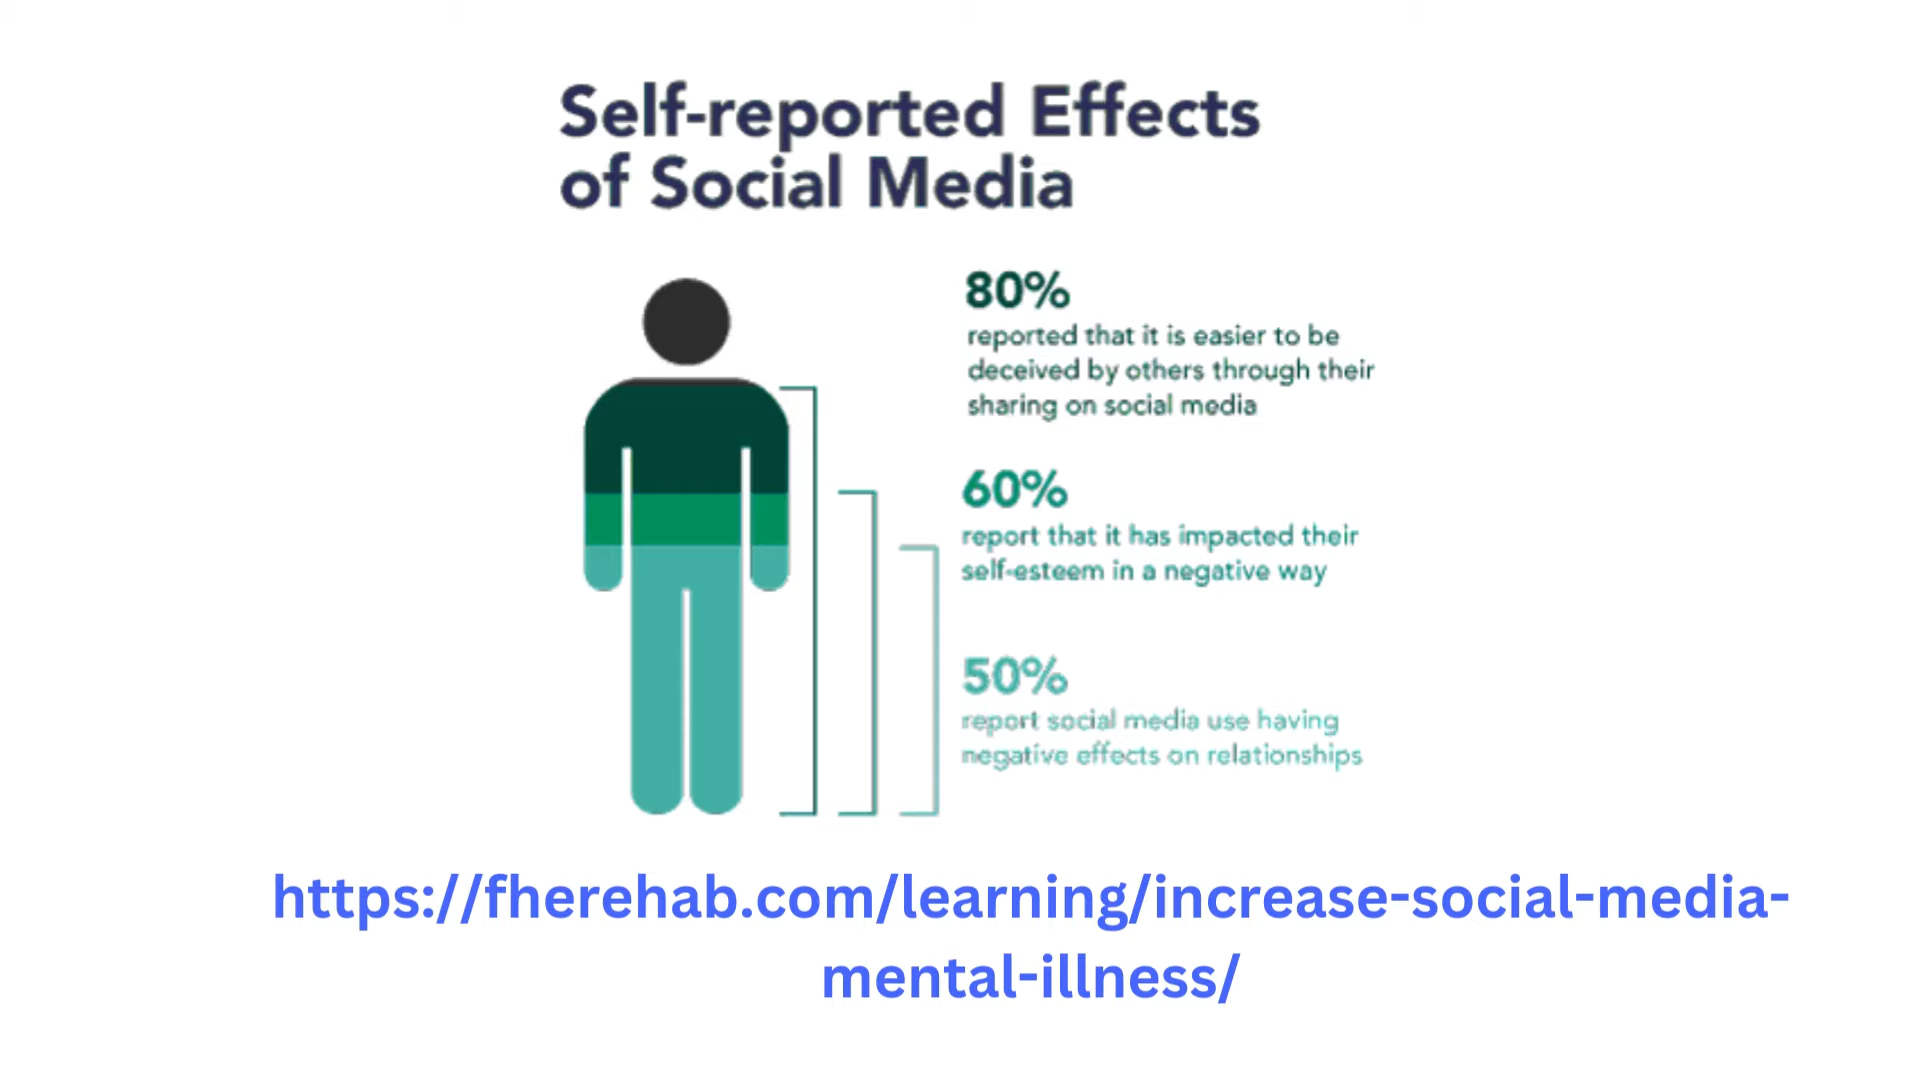 Self-reported Effects
of Social Media
80%
reported that it is easier to be
deceived by others through their
sharing on social media
60%
report that it has impacted their
self-esteem in a negative way
50%
report social media use having
negative effects on relationships
https://fherehab.com/learning/increase-social-media-
mental-illness/